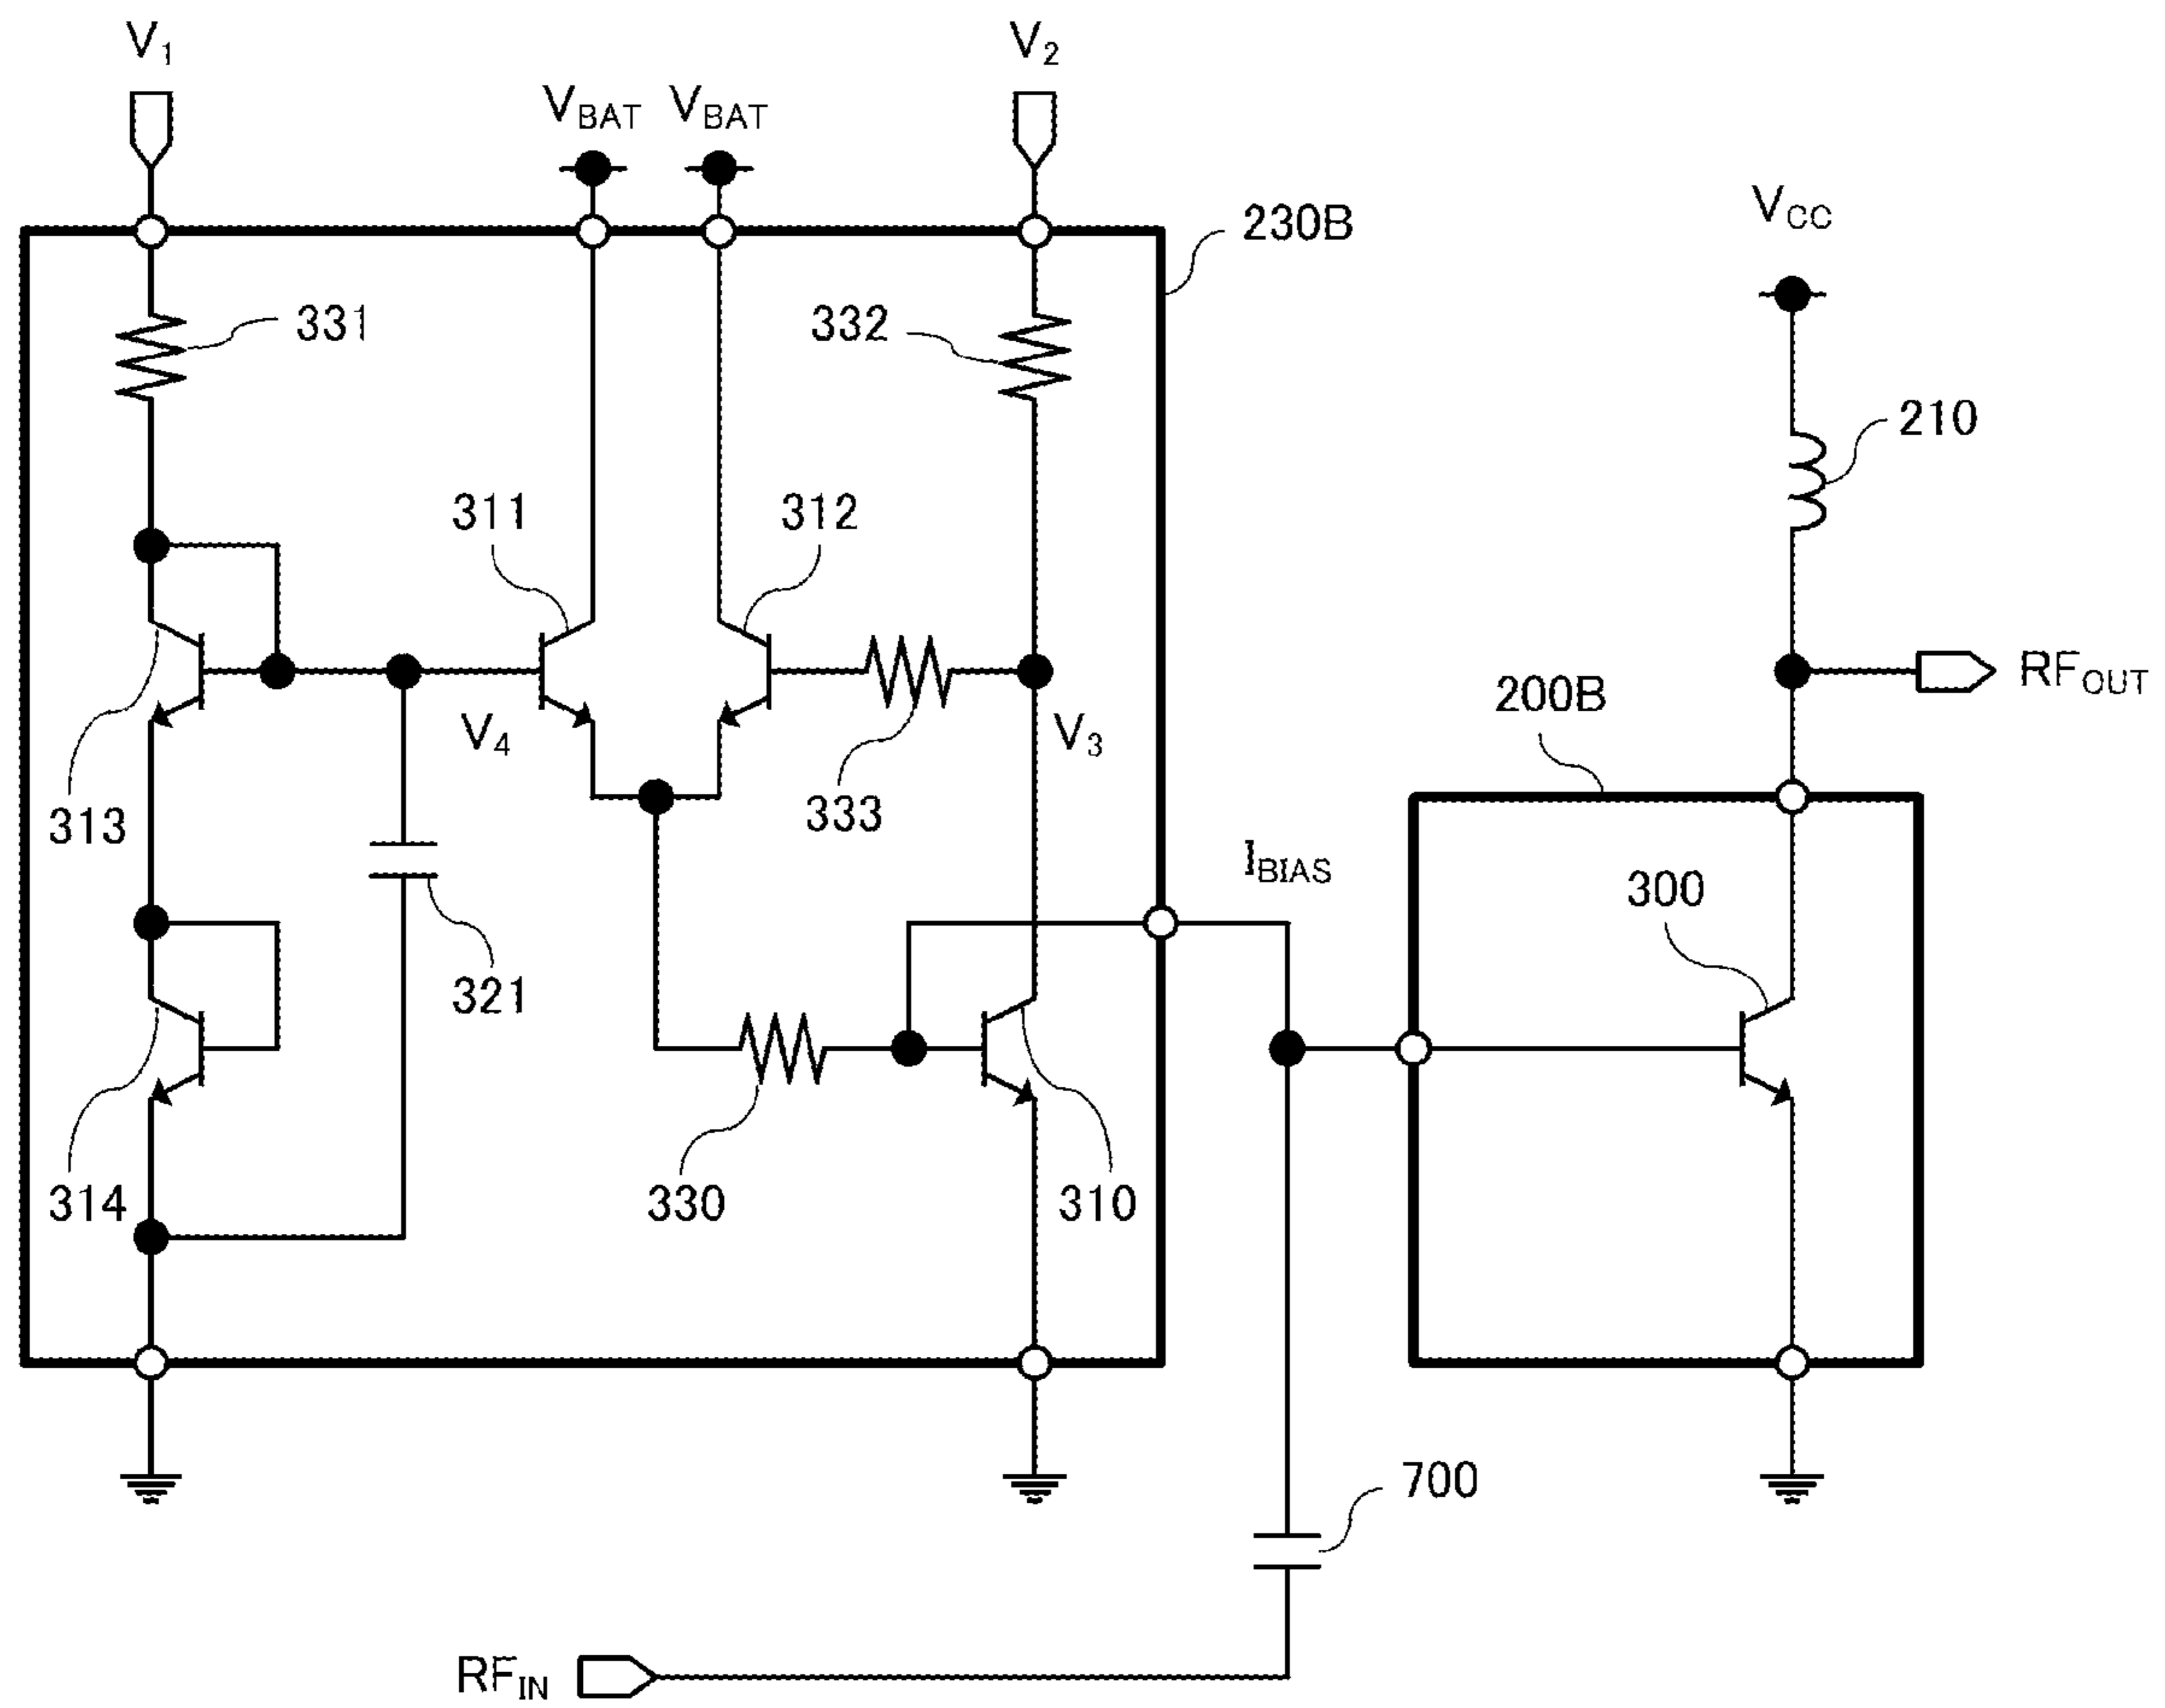 V1
V2
VBAT VBAT
230B
VCC
331
332
210
311
312
RFOUT
200B
V4
V3
313
333
IBIAS
300
321
314
330
310
700
RFIN